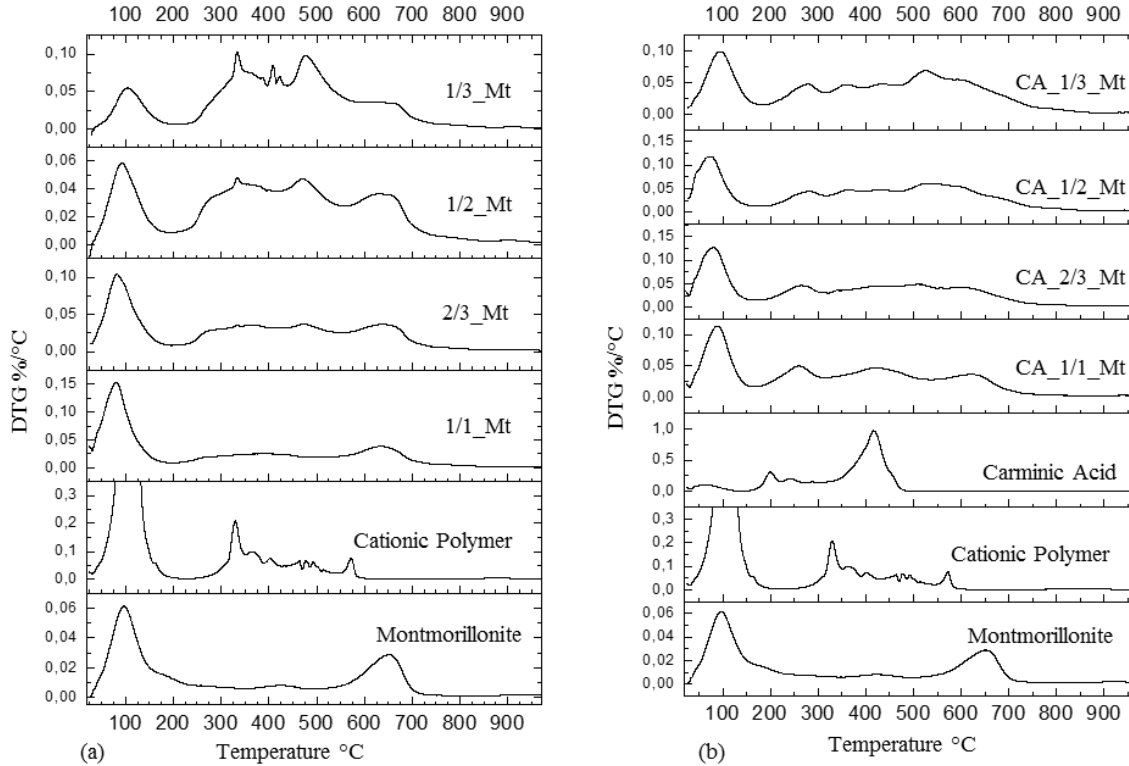 100 200 300 400 500 600 700 800 900
0,10
0,05
0,00
1/3_Mt
0,06
0,04
0,02
0,00
1/2_Mt
0,10
0,05
0,00
2/3_Mt
0,15
0,10
0,05
0,00
1/1_Mt
0,3
0,2
0,1
0,0
Cationic Polymer
0,06
0,04
0,02
0,00
Montmorillonite
DTG %/°C
100 200 300 400 500 600 700 800 900
(a)
Temperature °C
100 200 300 400 500 600 700 800 900
0,10
0,05
0,00
CA_1/3_Mt
0,15
0,10
0,05
0,00
CA_1/2_Mt
0,15
0,10
0,05
0,00
CA_2/3_Mt
0,10
0,05
0,00
CA_1/1_Mt
1,0
0,5
0,0
Carminic Acid
0,3
0,2
0,1
0,0
Cationic Polymer
0,06
0,04
0,02
0,00
Montmorillonite
DTG %/°C
100 200 300 400 500 600 700 800 900
(b)
Temperature °C